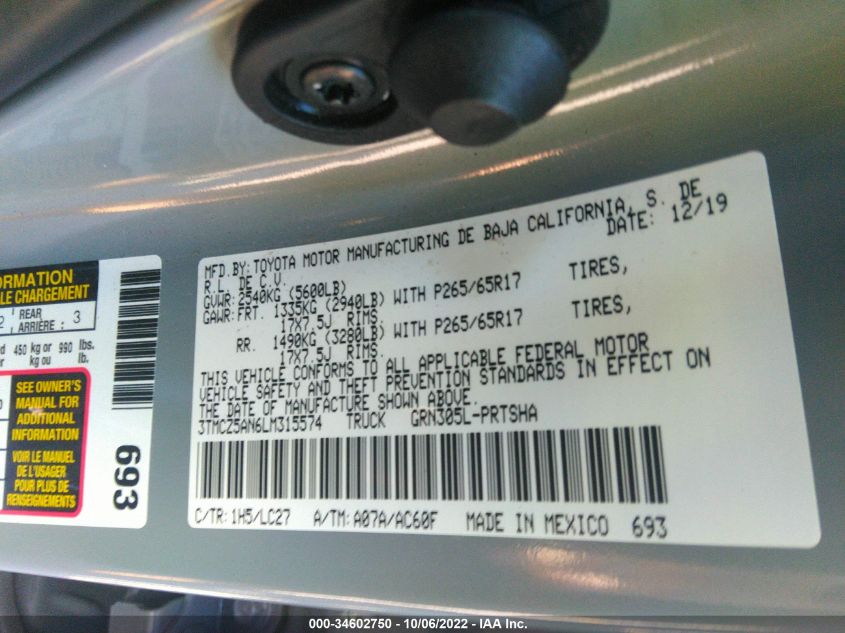 MFD.BY:TOYOTA MOTOR MANUFACTURING DE BAJA CALIFORNIA, S. DE
R.L. DE C.V. DATE: 12/19
GVWR:2540KG (5600LB)
GAWR:FRT. 1335KG (2940LB) WITH P265/65R17 TIRES,
17X7.5J RIMS.
RR. 1490KG (3280LB) WITH P265/65R17 TIRES,
17X7.5J RIMS.
THIS VEHICLE CONFORMS TO ALL APPLICABLE FEDERAL MOTOR
VEHICLE SAFETY AND THEFT PREVENTION STANDARDS IN EFFECT ON
THE DATE OF MANUFACTURE SHOWN ABOVE.
3TMCZ5AN6LM315574 TRUCK GRN305L-PRTSHA
C/TR:1H5/LC27 A/TM:A07A/AC60F MADE IN MEXICO 693
REAR
ARRIÈRE : 3
450 kg or 990 lbs.
kg ou lb.
SEE OWNER'S
MANUAL FOR
ADDITIONAL
INFORMATION
VOIR LE MANUEL
DE L'USAGER
POUR PLUS DE
RENSEIGNEMENTS
693
000-34602750 - 10/06/2022 - IAA Inc.